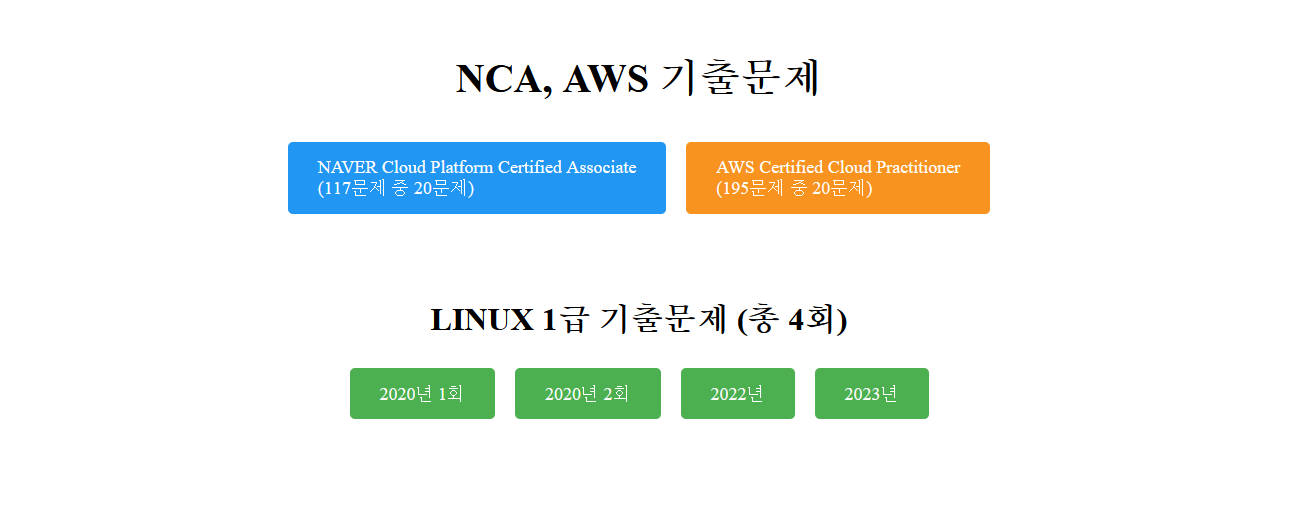 NCA, AWS 기출문제
NAVER Cloud Platform Certified Associate
(117문제 중 20문제)
AWS Certified Cloud Practitioner
(195문제 중 20문제)
LINUX 1급 기출문제 (총 4회)
2020년 1회
2020년 2회
2022년
2023년